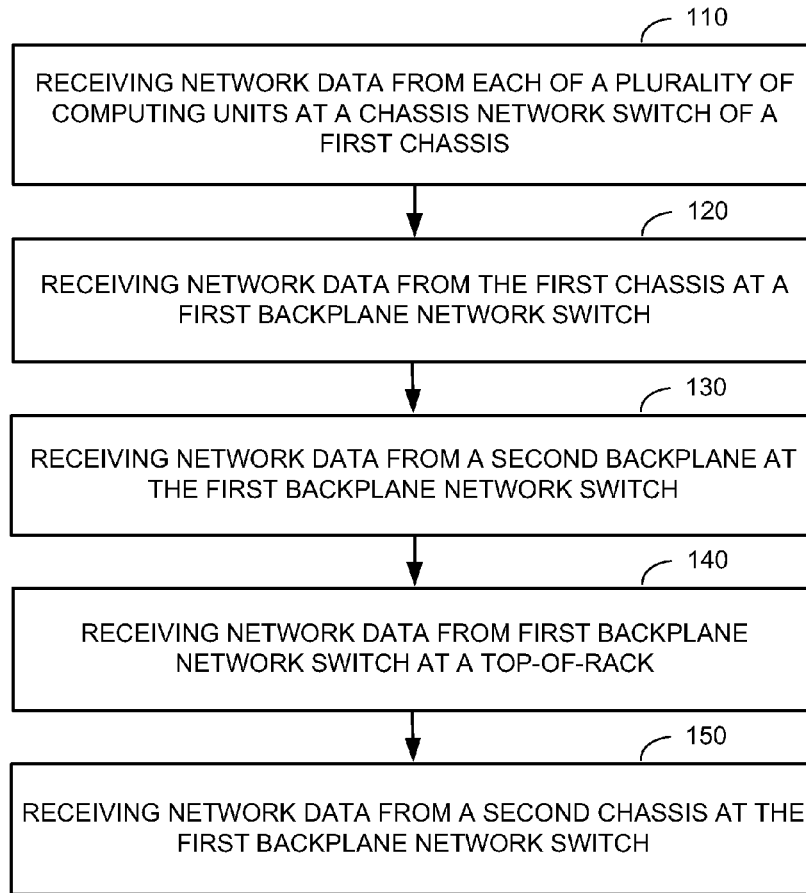 110
RECEIVING NETWORK DATA FROM EACH OF A PLURALITY OF
COMPUTING UNITS AT A CHASSIS NETWORK SWITCH OF A
FIRST CHASSIS
120
RECEIVING NETWORK DATA FROM THE FIRST CHASSIS AT A
FIRST BACKPLANE NETWORK SWITCH
130
RECEIVING NETWORK DATA FROM A SECOND BACKPLANE AT
THE FIRST BACKPLANE NETWORK SWITCH
140
RECEIVING NETWORK DATA FROM FIRST BACKPLANE
NETWORK SWITCH AT A TOP-OF-RACK
150
RECEIVING NETWORK DATA FROM A SECOND CHASSIS AT THE
FIRST BACKPLANE NETWORK SWITCH